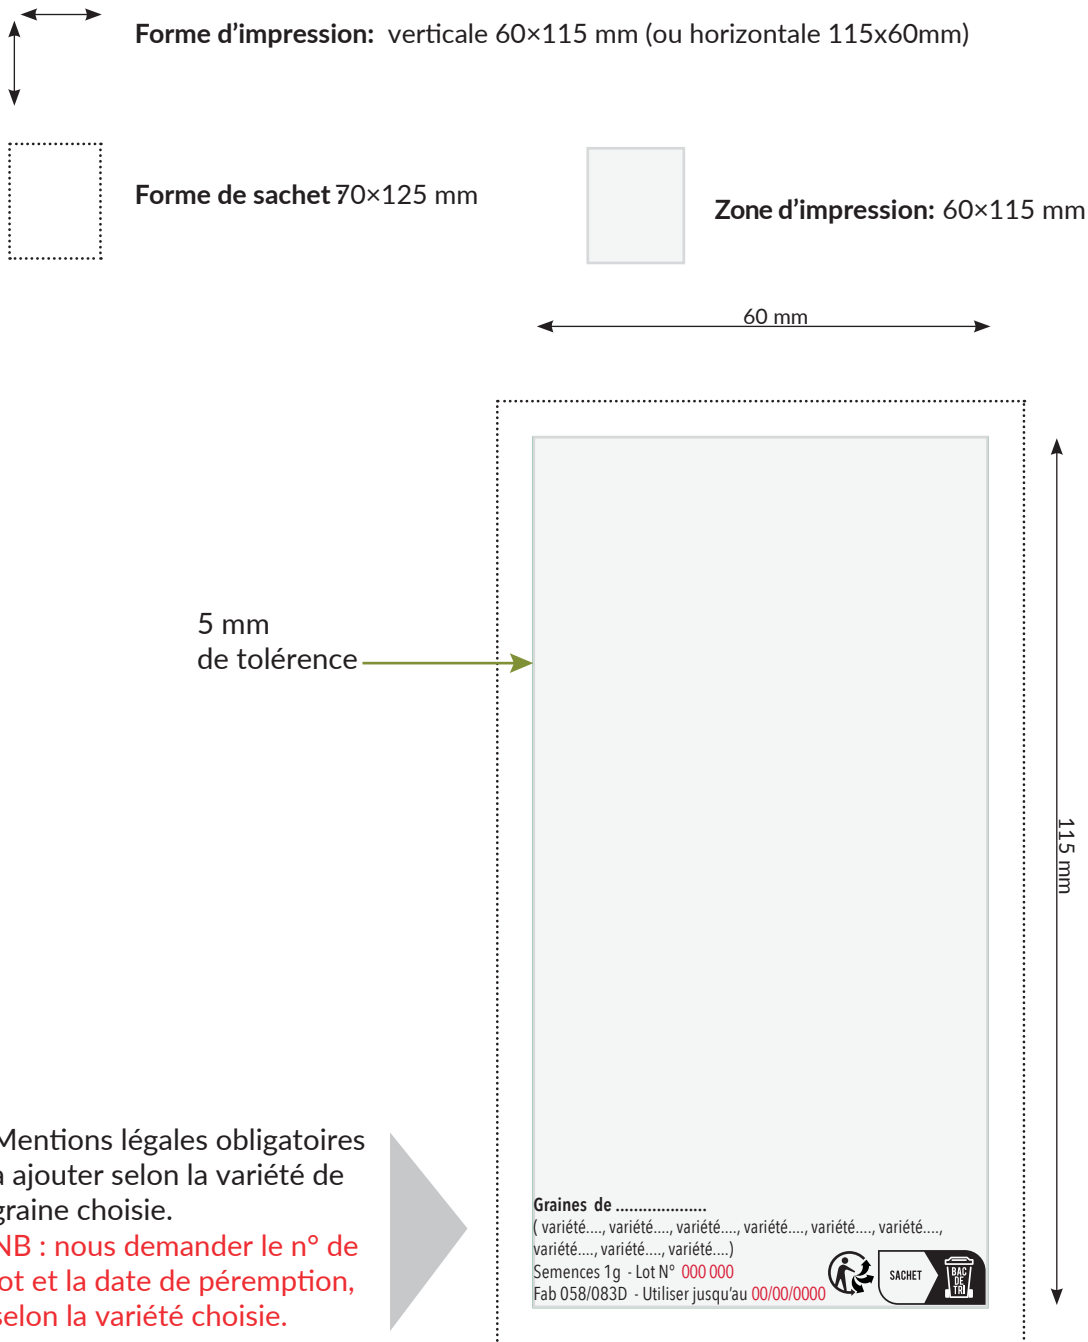 Forme d’impression: verticale 60×115 mm (ou horizontale 115x60mm)
Forme de sachet : 70×125 mm
Zone d’impression: 60×115 mm
60 mm
5 mm
de tolérence
115 mm
Mentions légales obligatoires
à ajouter selon la variété de
graine choisie.
NB : nous demander le n° de
lot et la date de péremption,
selon la variété choisie.
Graines de ....................
( variété...., variété...., variété...., variété...., variété...., variété....,
variété...., variété...., variété....)
Semences 1g - Lot N° 000 000
Fab 058/083D - Utiliser jusqu’au 00/00/0000
SACHET
BAC
DE
TRI